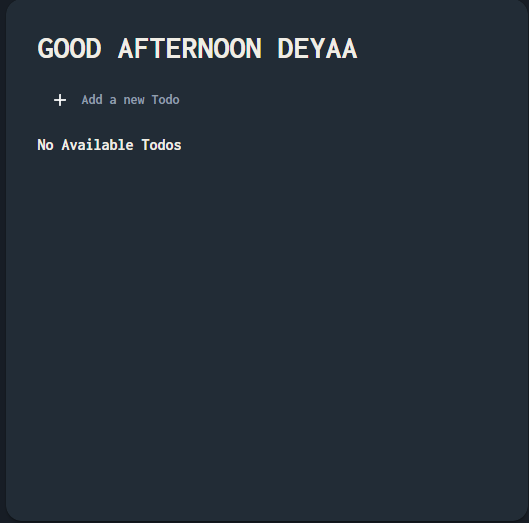 GOOD AFTERNOON DEYAA
Add a new Todo
No Available Todos